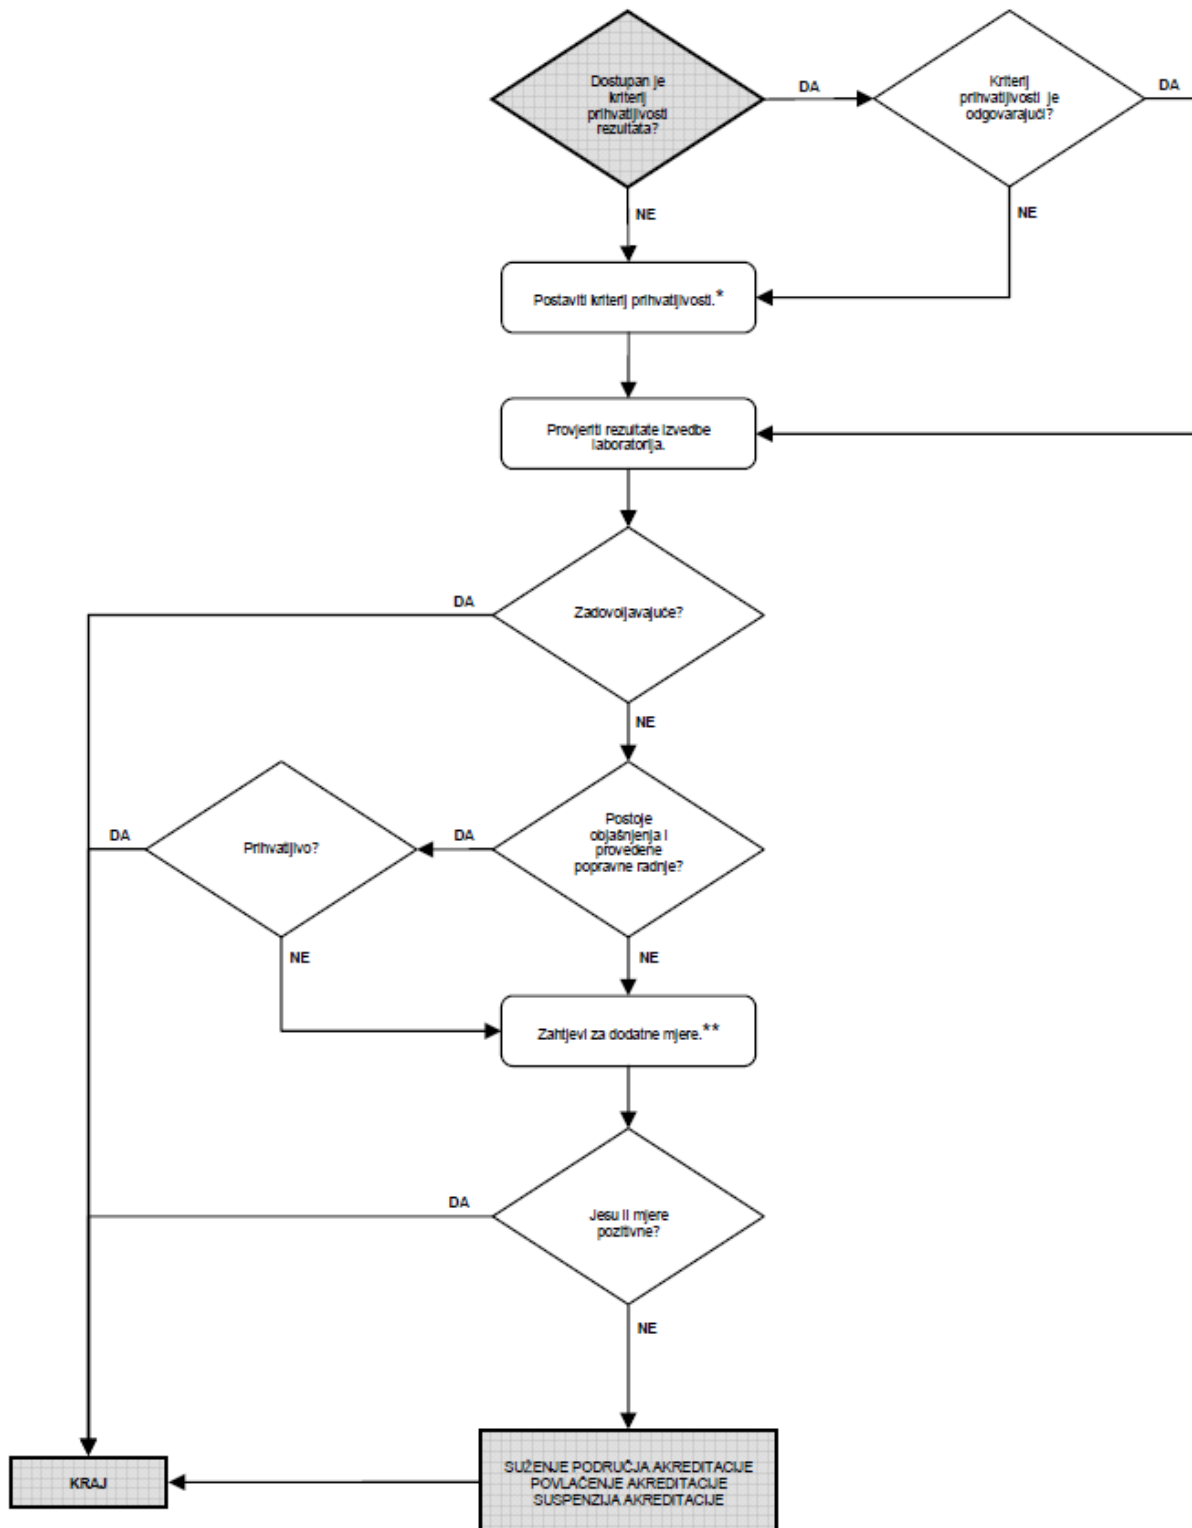 Dostupan je
kriterij
prihvatljivosti
rezultata?
DA
Kriterij
prihvatljivosti je
odgovarajući?
DA
NE
NE
Postaviti kriterij prihvatljivosti.*
Provjeriti rezultate izvedbe
laboratorija.
DA
Zadovoljavajuće?
NE
DA
Prihvatljivo?
DA
Postoje
objašnjenja i
provedene
popravne radnje?
NE
NE
Zahtjevi za dodatne mjere.**
DA
Jesu li mjere
pozitivne?
NE
KRAJ
SUŽENJE PODRUČJA AKREDITACIJE
POVLAČENJE AKREDITACIJE
SUSPENZIJA AKREDITACIJE